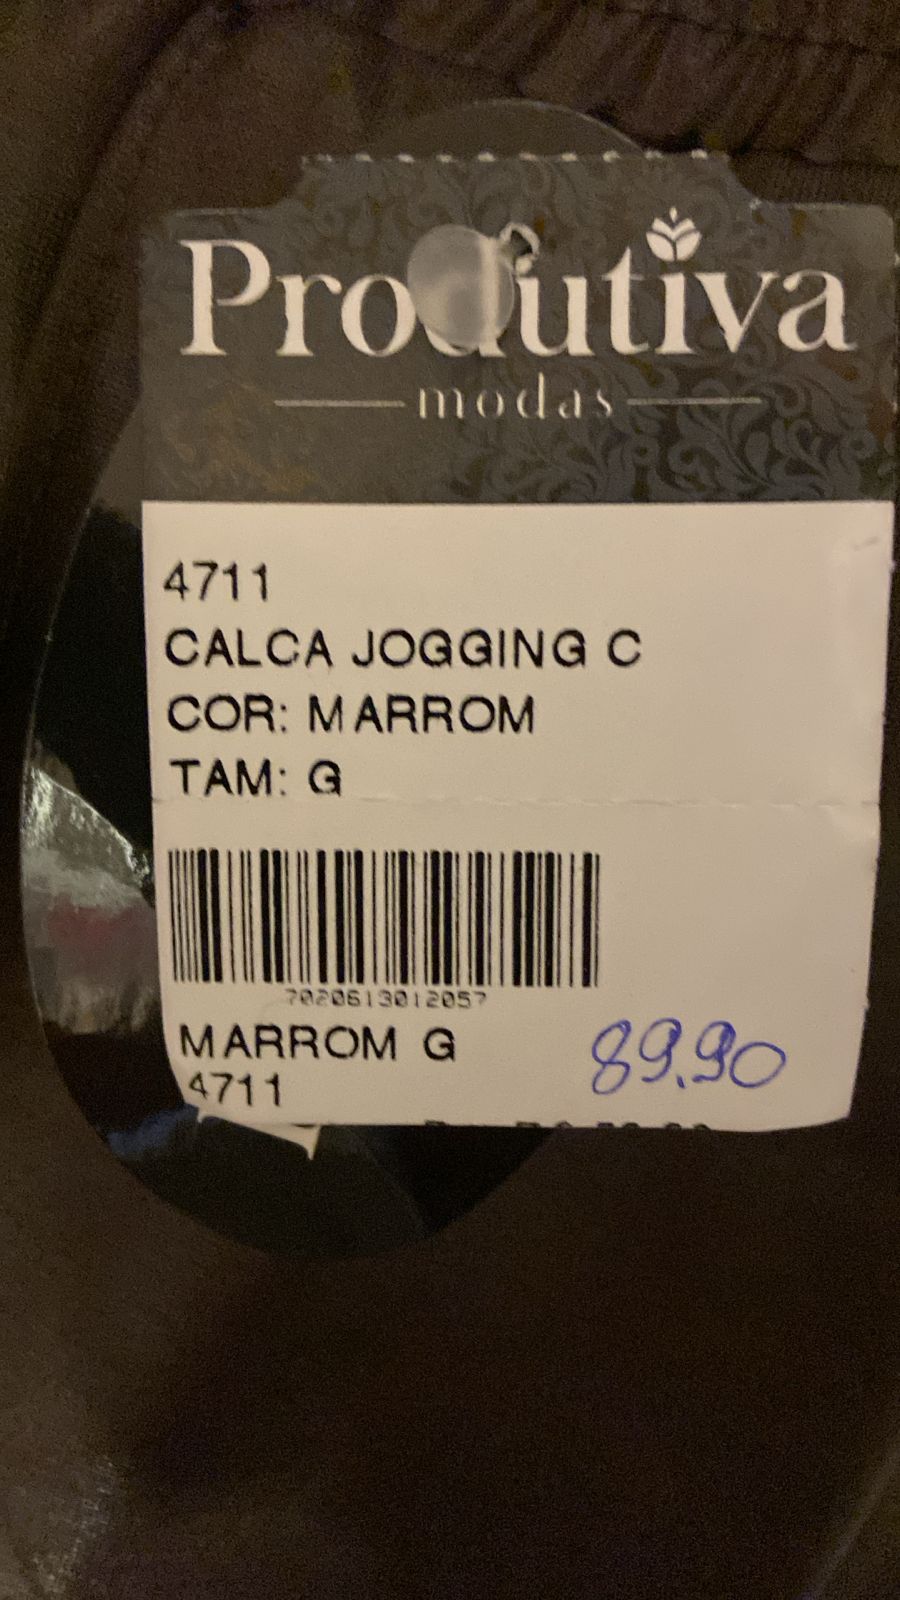 Produtiva
modas
4711
CALCA JOGGING C
COR: MARROM
TAM: G
7020613012057
MARROM G
89,90
4711